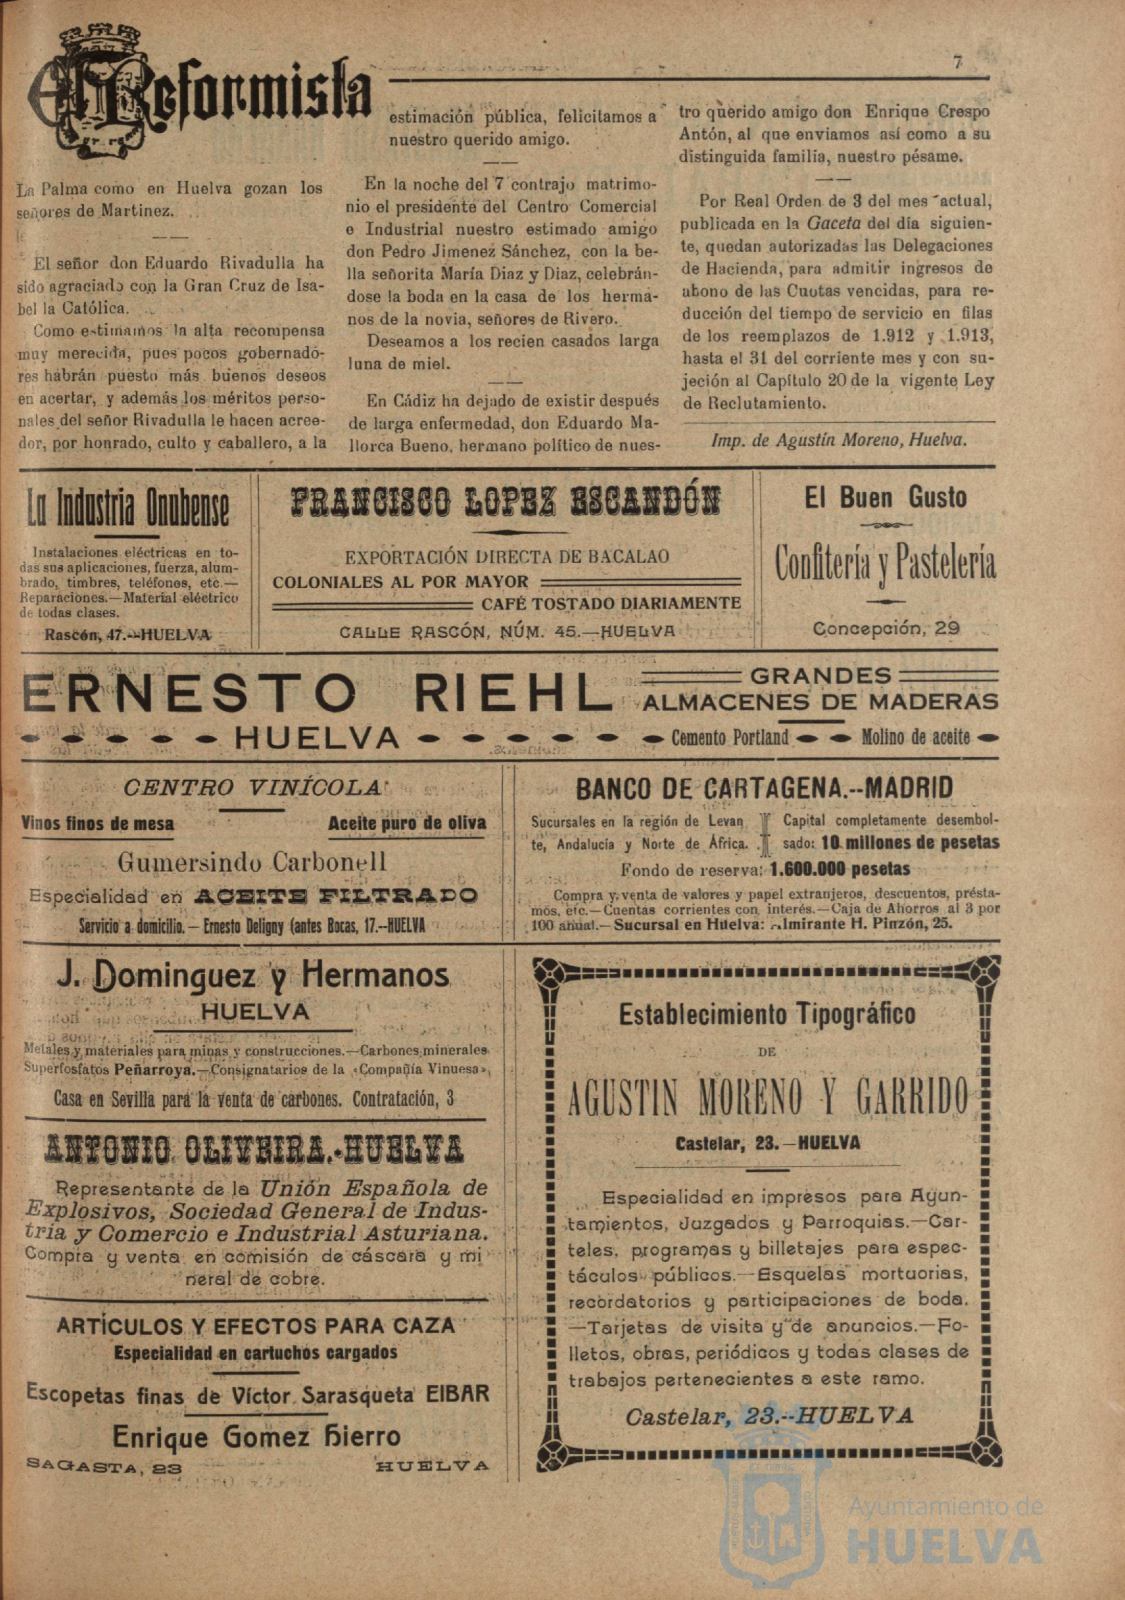 El Reformista
7
La Palma como en Huelva gozan los
señores de Martinez.
El señor don Eduardo Rivadulla ha
sido agraciado con la Gran Cruz de Isa-
bel la Católica.
Como estimamos la alta recompensa
muy merecida, pues pocos gobernado-
res habrán puesto más buenos deseos
en acertar, y además los méritos perso-
nales del señor Rivadulla le hacen acree-
dor, por honrado, culto y caballero, a la
estimación pública, felicitamos a
nuestro querido amigo.
En la noche del 7 contrajo matrimo-
nio el presidente del Centro Comercial
e Industrial nuestro estimado amigo
don Pedro Jimenez Sánchez, con la be-
lla señorita María Diaz y Diaz, celebrán-
dose la boda en la casa de los herma-
nos de la novia, señores de Rivero.
Deseamos a los recien casados larga
luna de miel.
En Cádiz ha dejado de existir después
de larga enfermedad, don Eduardo Ma-
llorca Bueno, hermano político de nues-
tro querido amigo don Enrique Crespo
Antón, al que enviamos así como a su
distinguida familia, nuestro pésame.
Por Real Orden de 3 del mes actual,
publicada en la Gaceta del día siguien-
te, quedan autorizadas las Delegaciones
de Hacienda, para admitir ingresos de
abono de las Cuotas vencidas, para re-
ducción del tiempo de servicio en filas
de los reemplazos de 1.912 y 1.913,
hasta el 31 del corriente mes y con su-
jeción al Capítulo 20 de la vigente Ley
de Reclutamiento.
Imp. de Agustín Moreno, Huelva.
La Industria Onubense
Instalaciones eléctricas en to-
das sus aplicaciones, fuerza, alum-
brado, timbres, teléfonos, etc.—
Reparaciones.—Material eléctrico
de todas clases.
Rascón, 47.--HUELVA
FRANCISCO LOPEZ ESCANDÓN
EXPORTACIÓN DIRECTA DE BACALAO
COLONIALES AL POR MAYOR
CAFÉ TOSTADO DIARIAMENTE
CALLE RASCÓN, NÚM. 45.—HUELVA
El Buen Gusto
Confitería y Pastelería
Concepción, 29
ERNESTO RIEHL
HUELVA
GRANDES
ALMACENES DE MADERAS
Cemento Portland Molino de aceite
CENTRO VINÍCOLA
Vinos finos de mesa Aceite puro de oliva
Gumersindo Carbonell
Especialidad en ACEITE FILTRADO
Servicio a domicilio.— Ernesto Deligny (antes Bocas, 17.--HUELVA
BANCO DE CARTAGENA.--MADRID
Sucursales en la región de Levan
te, Andalucía y Norte de África.
Capital completamente desembol-
sado: 10 millones de pesetas
Fondo de reserva: 1.600.000 pesetas
Compra y venta de valores y papel extranjeros, descuentos, présta-
mos, etc.—Cuentas corrientes con interés.—Caja de Ahorros al 3 por
100 anual.—Sucursal en Huelva: Almirante H. Pinzón, 25.
J. Dominguez y Hermanos
HUELVA
Metales y materiales para minas y construcciones.—Carbones minerales
Superfosfatos Peñarroya.—Consignatarios de la «Compañía Vinuesa»,
Casa en Sevilla para la venta de carbones. Contratación, 3
ANTONIO OLIVEIRA.-HUELVA
Representante de la Unión Española de
Explosivos, Sociedad General de Indus-
tria y Comercio e Industrial Asturiana.
Compra y venta en comisión de cáscara y mi
neral de cobre.
ARTÍCULOS Y EFECTOS PARA CAZA
Especialidad en cartuchos cargados
Escopetas finas de Víctor Sarasqueta EIBAR
Enrique Gomez Hierro
SAGASTA, 23 HUELVA
Establecimiento Tipográfico
DE
AGUSTIN MORENO Y GARRIDO
Castelar, 23.—HUELVA
Especialidad en impresos para Ayun-
tamientos, Juzgados y Parroquias.—Car-
teles, programas y billetajes para espec-
táculos públicos.—Esquelas mortuorias,
recordatorios y participaciones de boda.
—Tarjetas de visita y de anuncios.—Fo-
lletos, obras, periódicos y todas clases de
trabajos pertenecientes a este ramo.
Castelar, 23.--HUELVA
Ayuntamiento de
HUELVA